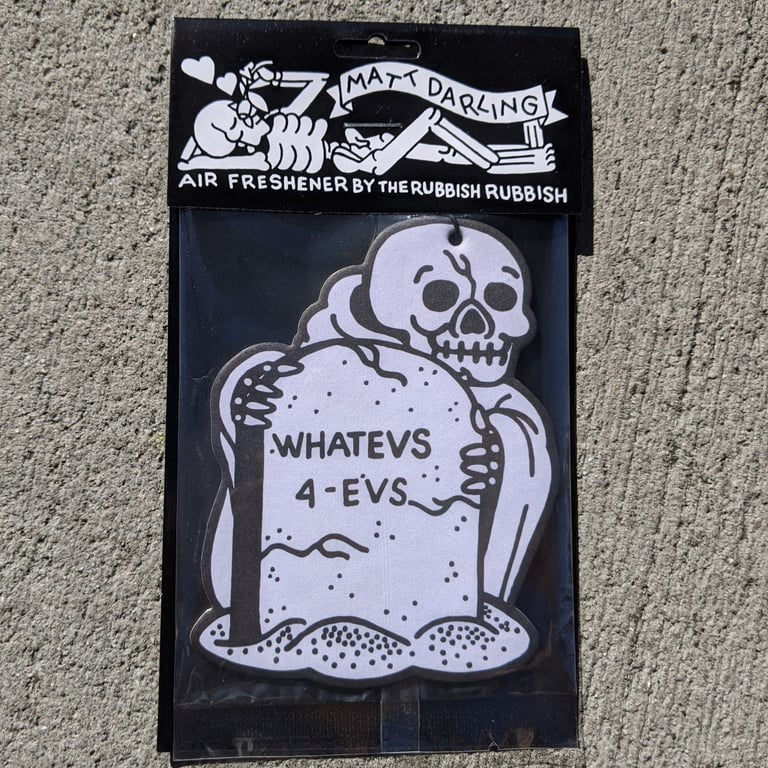 MATT DARLING
AIR FRESHENER BY THE RUBBISH RUBBISH
WHATEVS
4-EVS